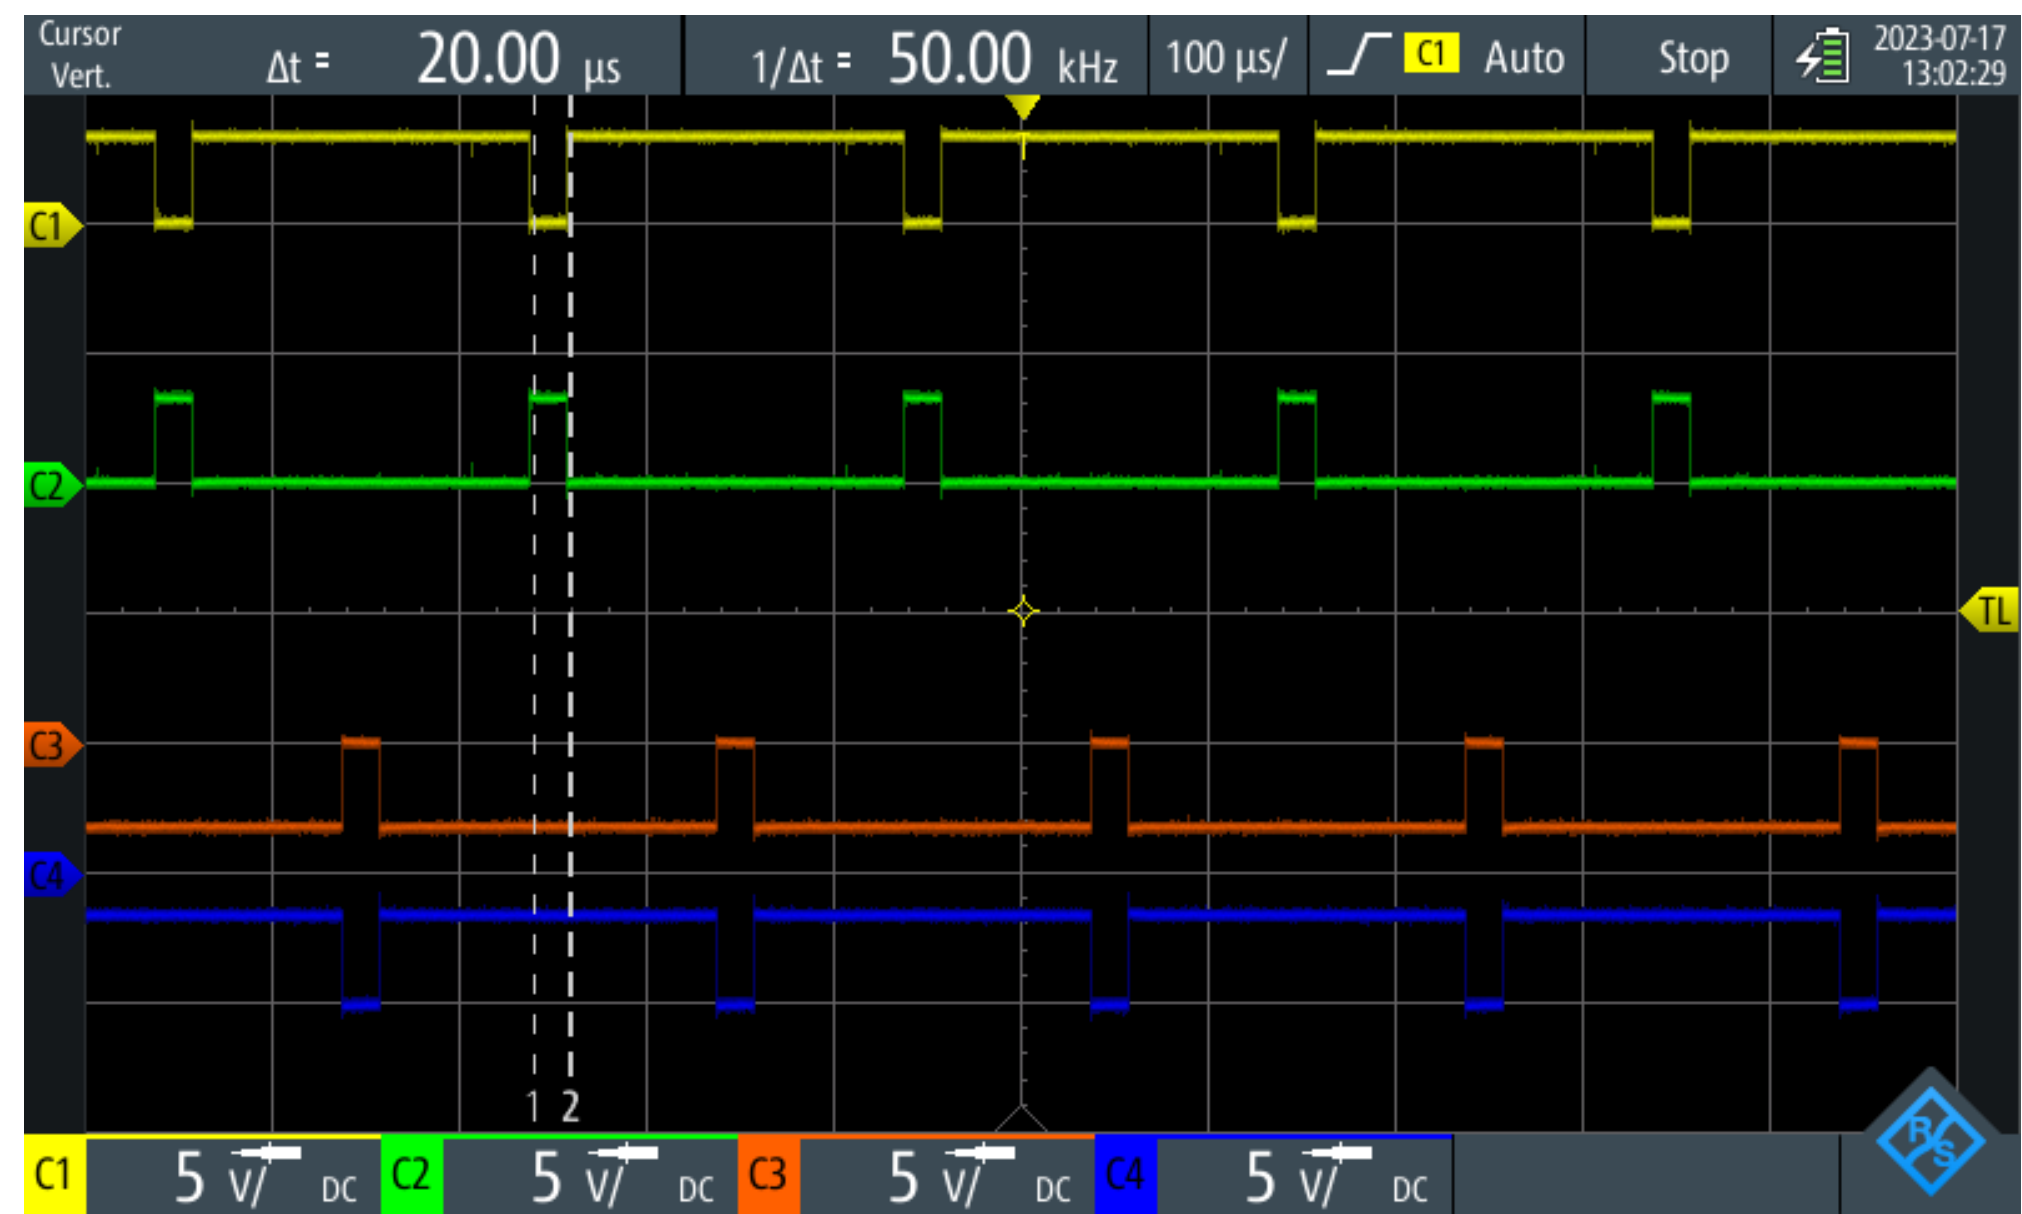 Cursor
Vert.
Δt = 20.00 µs
1/Δt = 50.00 kHz
100 µs/
C1 Auto
Stop
2023-07-17
13:02:29
T
C1
C2
TL
C3
C4
1 2
C1 5 V/ DC
C2 5 V/ DC
C3 5 V/ DC
C4 5 V/ DC
R/S